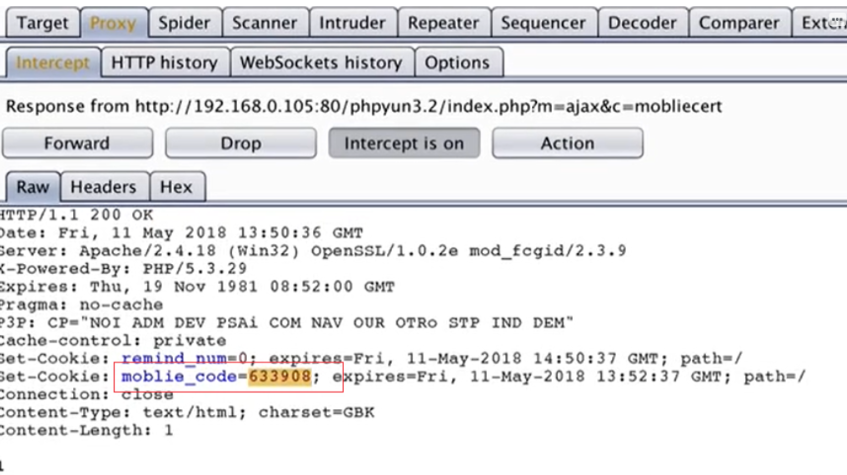 Target Proxy Spider Scanner Intruder Repeater Sequencer Decoder Comparer
Intercept HTTP history WebSockets history Options
Response from http://192.168.0.105:80/phpyun3.2/index.php?m=ajax&c=mobliecert
Forward Drop Intercept is on Action
Raw Headers Hex
HTTP/1.1 200 OK
Date: Fri, 11 May 2018 13:50:36 GMT
Server: Apache/2.4.18 (Win32) OpenSSL/1.0.2e mod_fcgid/2.3.9
X-Powered-By: PHP/5.3.29
Expires: Thu, 19 Nov 1981 08:52:00 GMT
Pragma: no-cache
P3P: CP="NOI ADM DEV PSAi COM NAV OUR OTRo STP IND DEM"
Cache-control: private
Set-Cookie: remind_num=0; expires=Fri, 11-May-2018 14:50:37 GMT; path=/
Set-Cookie: moblie_code=633908; expires=Fri, 11-May-2018 13:52:37 GMT; path=/
Connection: close
Content-Type: text/html; charset=GBK
Content-Length: 1
1